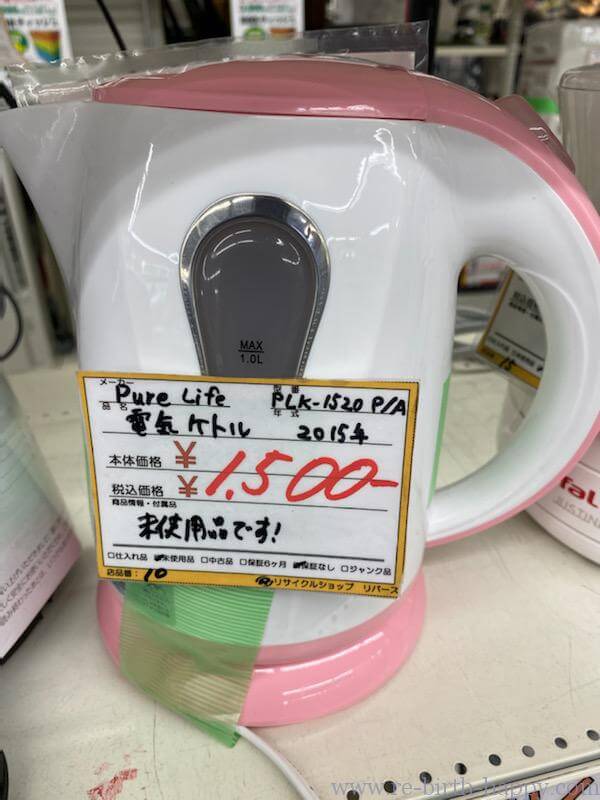 MAX
1.0L
メーカー Pure Life 型番 PLK-1520 P/A
品名 電気ケトル 年式 2015年
本体価格 ¥
税込価格 ¥ 1,500-
商品情報・付属品
未使用品です!
□仕入れ品 ■未使用品 □中古品 □保証6ヶ月 ■保証なし □ジャンク品
店品番: 10 リサイクルショップ リバース
fal
JUSTIN
www.re-birth-happy.com